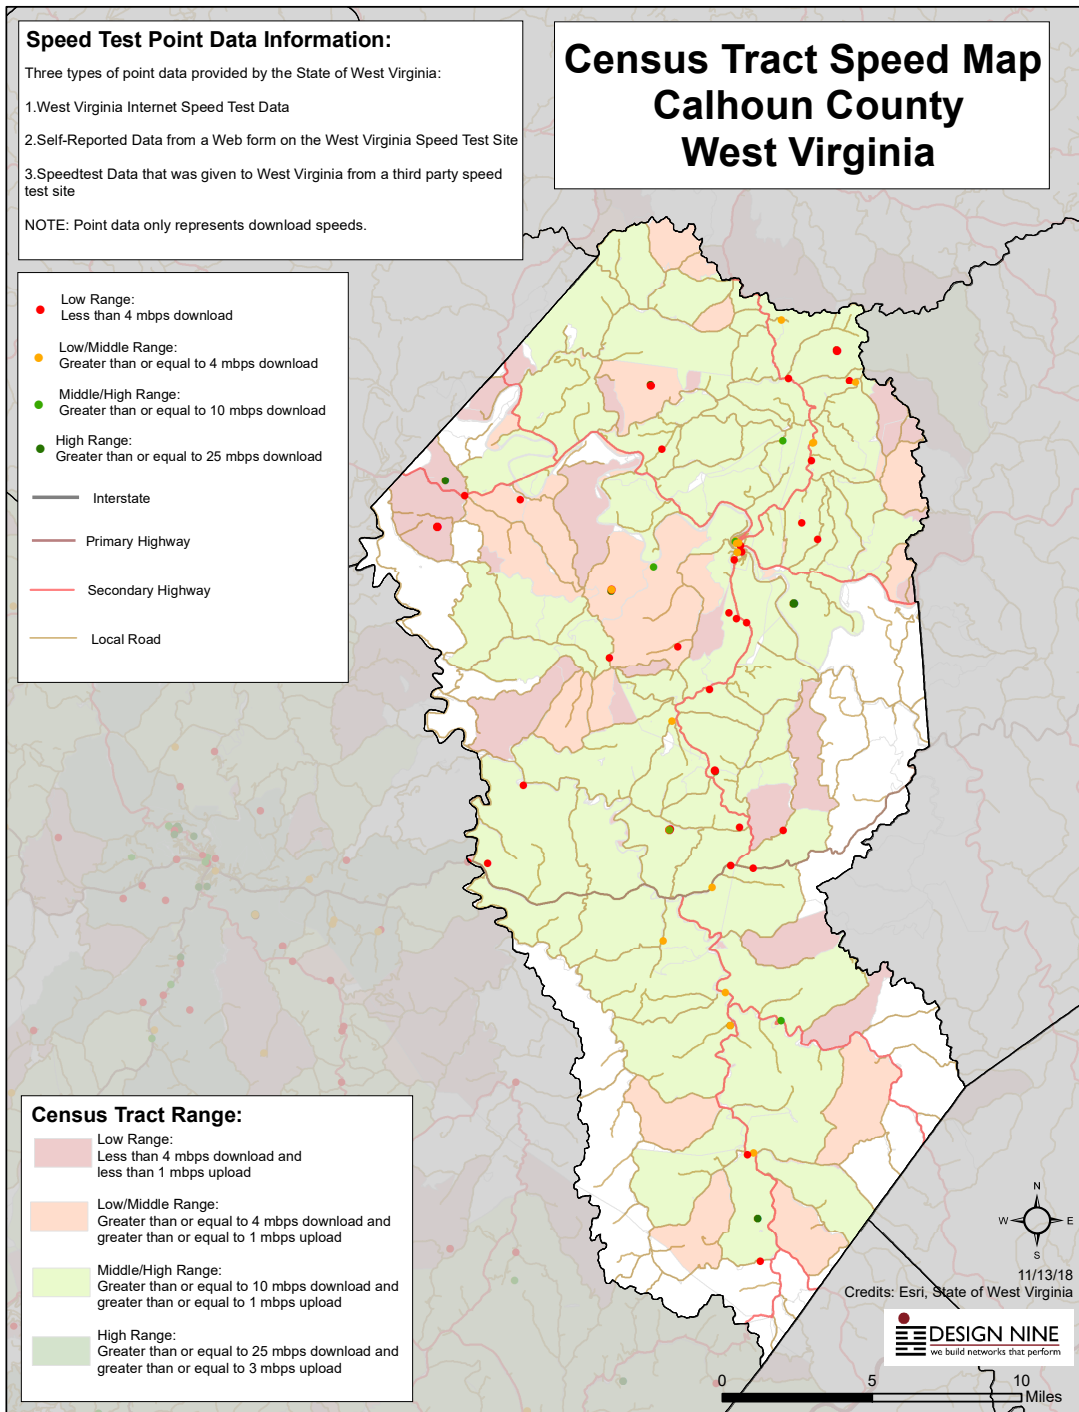 Speed Test Point Data Information:
Three types of point data provided by the State of West Virginia:
1.West Virginia Internet Speed Test Data
2.Self-Reported Data from a Web form on the West Virginia Speed Test Site
3.Speedtest Data that was given to West Virginia from a third party speed
test site
NOTE: Point data only represents download speeds.
Census Tract Speed Map
Calhoun County
West Virginia
Low Range:
Less than 4 mbps download
Low/Middle Range:
Greater than or equal to 4 mbps download
Middle/High Range:
Greater than or equal to 10 mbps download
High Range:
Greater than or equal to 25 mbps download
Interstate
Primary Highway
Secondary Highway
Local Road
Census Tract Range:
Low Range:
Less than 4 mbps download and
less than 1 mbps upload
Low/Middle Range:
Greater than or equal to 4 mbps download and
greater than or equal to 1 mbps upload
Middle/High Range:
Greater than or equal to 10 mbps download and
greater than or equal to 1 mbps upload
High Range:
Greater than or equal to 25 mbps download and
greater than or equal to 3 mbps upload
N
W E
S
11/13/18
Credits: Esri, State of West Virginia
DESIGN NINE
we build networks that perform
0 5 10
Miles